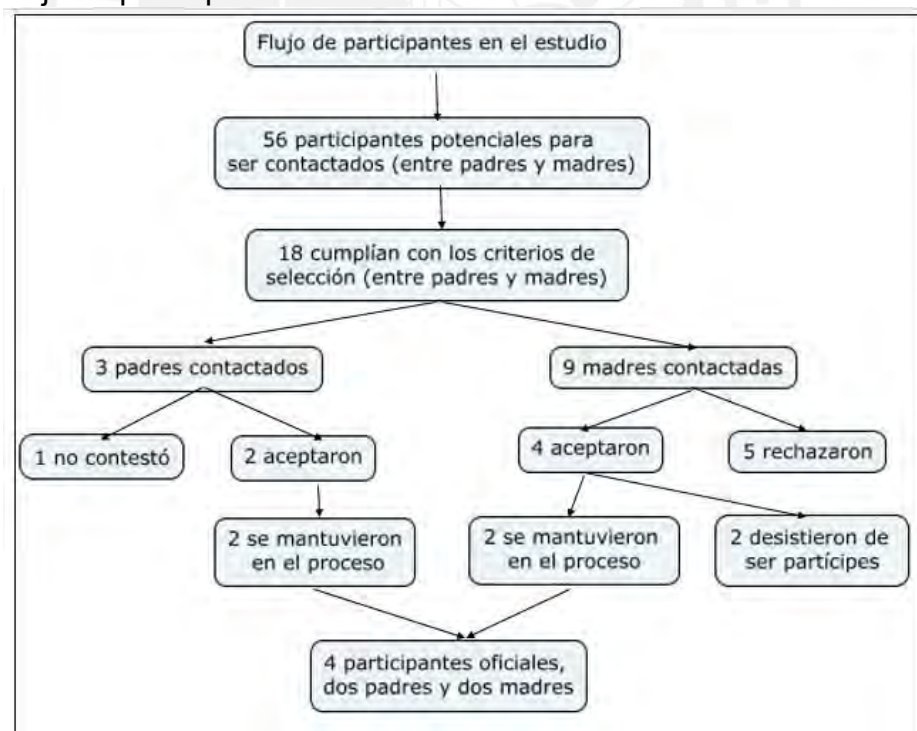 Flujo de participantes en el estudio
56 participantes potenciales para
ser contactados (entre padres y madres)
18 cumplían con los criterios de
selección (entre padres y madres)
3 padres contactados
9 madres contactadas
1 no contestó
2 aceptaron
4 aceptaron
5 rechazaron
2 se mantuvieron
en el proceso
2 se mantuvieron
en el proceso
2 desistieron de
ser partícipes
4 participantes oficiales,
dos padres y dos madres